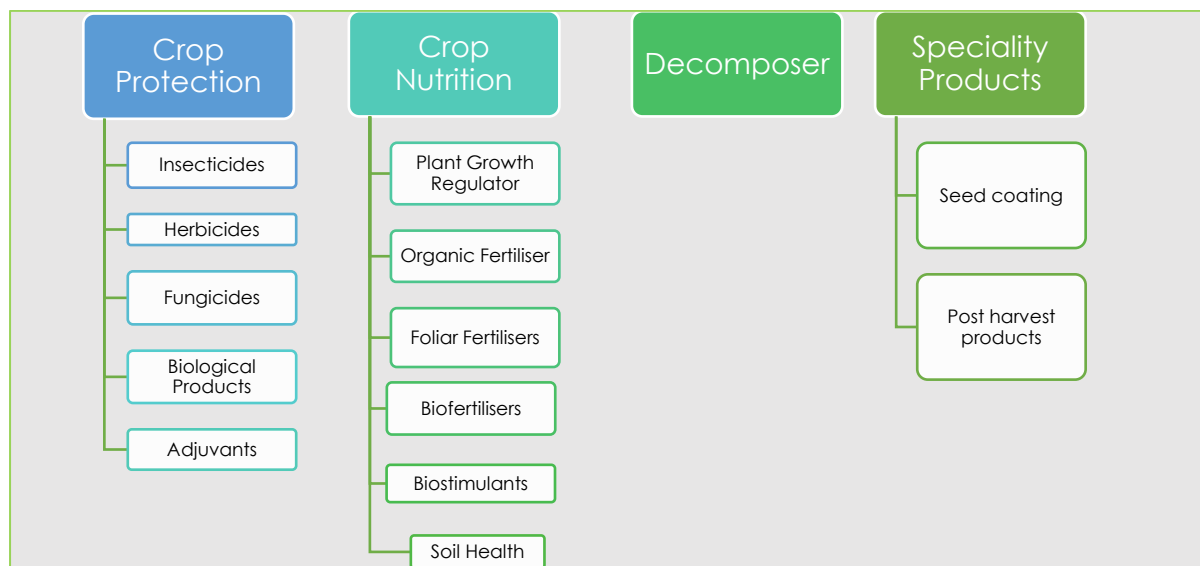 Crop
Protection
Insecticides
Herbicides
Fungicides
Biological
Products
Adjuvants
Crop
Nutrition
Plant Growth
Regulator
Organic Fertiliser
Foliar Fertilisers
Biofertilisers
Biostimulants
Soil Health
Decomposer
Speciality
Products
Seed coating
Post harvest
products